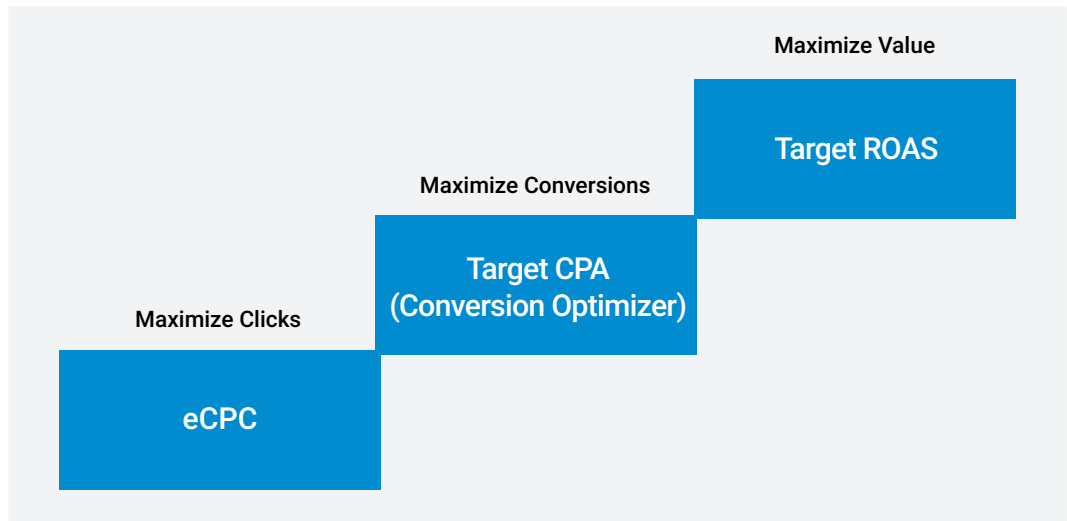 Maximize Value
Target ROAS
Maximize Conversions
Target CPA
(Conversion Optimizer)
Maximize Clicks
eCPC